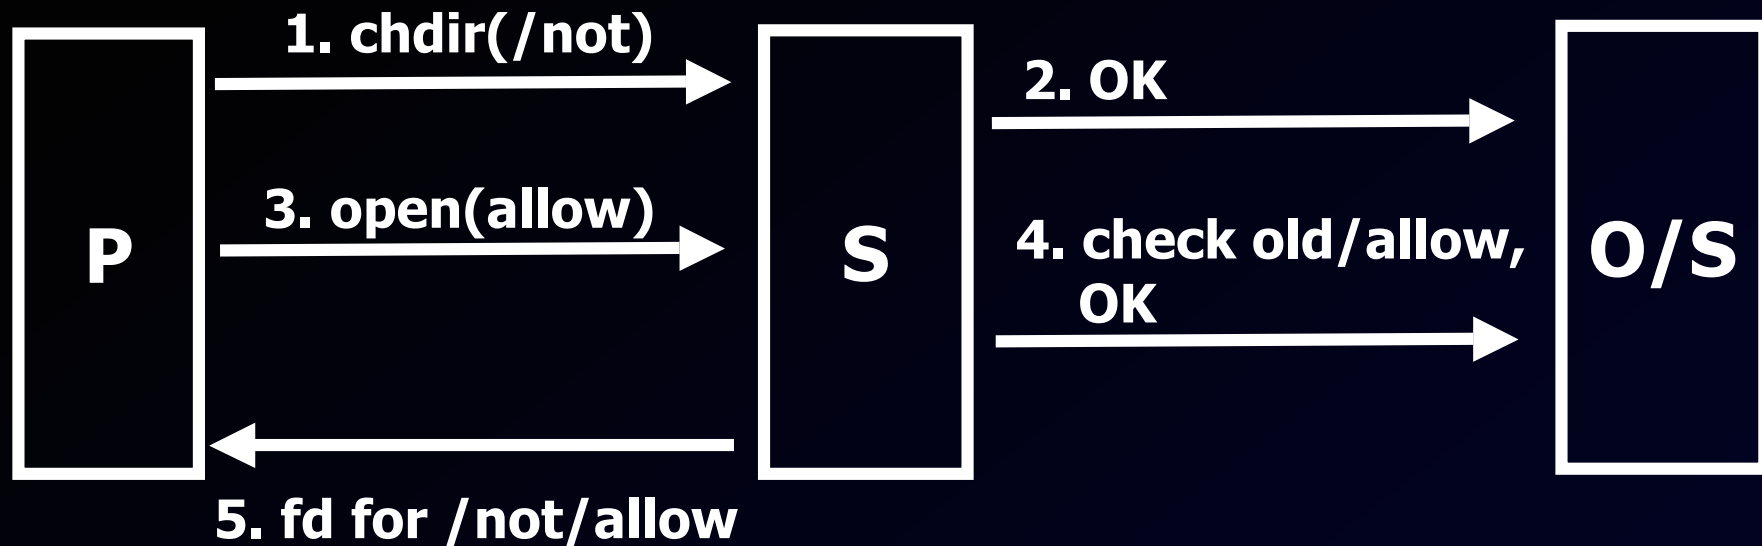 1. chdir(/not)
2. OK
3. open(allow)
P
S
4. check old/allow,
OK
O/S
5. fd for /not/allow